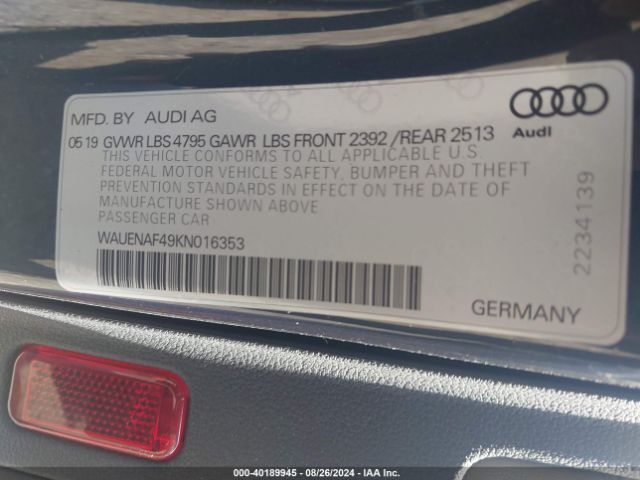 MFD. BY AUDI AG
Audi
05 19 GVWR LBS 4795 GAWR LBS FRONT 2392 / REAR 2513
THIS VEHICLE CONFORMS TO ALL APPLICABLE U.S.
FEDERAL MOTOR VEHICLE SAFETY, BUMPER AND THEFT
PREVENTION STANDARDS IN EFFECT ON THE DATE OF
MANUFACTURE SHOWN ABOVE
PASSENGER CAR
WAUENAF49KN016353
22341139
GERMANY
000-40189945 - 08/26/2024 - IAA Inc.